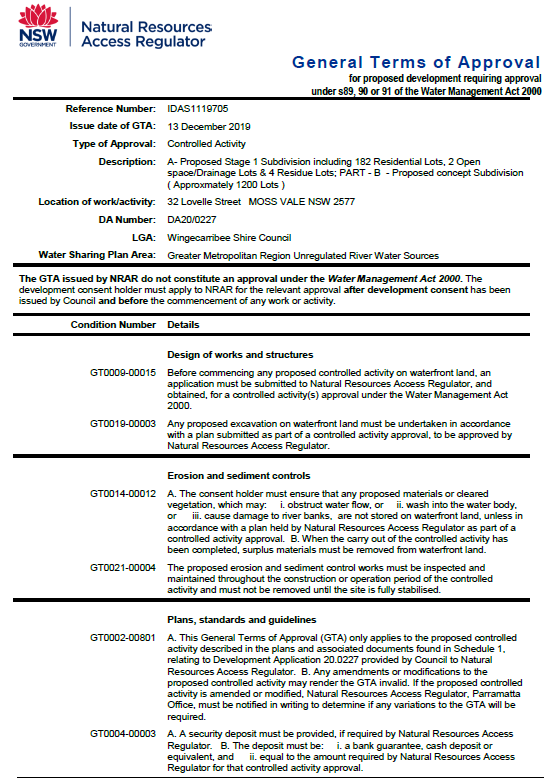 NSW
GOVERNMENT
Natural Resources
Access Regulator
General Terms of Approval
for proposed development requiring approval
under s89, 90 or 91 of the Water Management Act 2000
Reference Number: IDAS1119705
Issue date of GTA: 13 December 2019
Type of Approval: Controlled Activity
Description: A- Proposed Stage 1 Subdivision including 182 Residential Lots, 2 Open
space/Drainage Lots & 4 Residue Lots; PART - B - Proposed concept Subdivision
( Approxmately 1200 Lots )
Location of work/activity: 32 Lovelle Street MOSS VALE NSW 2577
DA Number: DA20/0227
LGA: Wingecarribee Shire Council
Water Sharing Plan Area: Greater Metropolitan Region Unregulated River Water Sources
The GTA issued by NRAR do not constitute an approval under the Water Management Act 2000. The
development consent holder must apply to NRAR for the relevant approval after development consent has been
issued by Council and before the commencement of any work or activity.
Condition Number Details
Design of works and structures
GT0009-00015 Before commencing any proposed controlled activity on waterfront land, an
application must be submitted to Natural Resources Access Regulator, and
obtained, for a controlled activity(s) approval under the Water Management Act
2000.
GT0019-00003 Any proposed excavation on waterfront land must be undertaken in accordance
with a plan submitted as part of a controlled activity approval, to be approved by
Natural Resources Access Regulator.
Erosion and sediment controls
GT0014-00012 A. The consent holder must ensure that any proposed materials or cleared
vegetation, which may: i. obstruct water flow, or ii. wash into the water body,
or iii. cause damage to river banks, are not stored on waterfront land, unless in
accordance with a plan held by Natural Resources Access Regulator as part of a
controlled activity approval. B. When the carry out of the controlled activity has
been completed, surplus materials must be removed from waterfront land.
GT0021-00004 The proposed erosion and sediment control works must be inspected and
maintained throughout the construction or operation period of the controlled
activity and must not be removed until the site is fully stabilised.
Plans, standards and guidelines
GT0002-00801 A. This General Terms of Approval (GTA) only applies to the proposed controlled
activity described in the plans and associated documents found in Schedule 1,
relating to Development Application 20.0227 provided by Council to Natural
Resources Access Regulator. B. Any amendments or modifications to the
proposed controlled activity may render the GTA invalid. If the proposed controlled
activity is amended or modified, Natural Resources Access Regulator, Parramatta
Office, must be notified in writing to determine if any variations to the GTA will be
required.
GT0004-00003 A. A security deposit must be provided, if required by Natural Resources Access
Regulator. B. The deposit must be: i. a bank guarantee, cash deposit or
equivalent, and ii. equal to the amount required by Natural Resources Access
Regulator for that controlled activity approval.